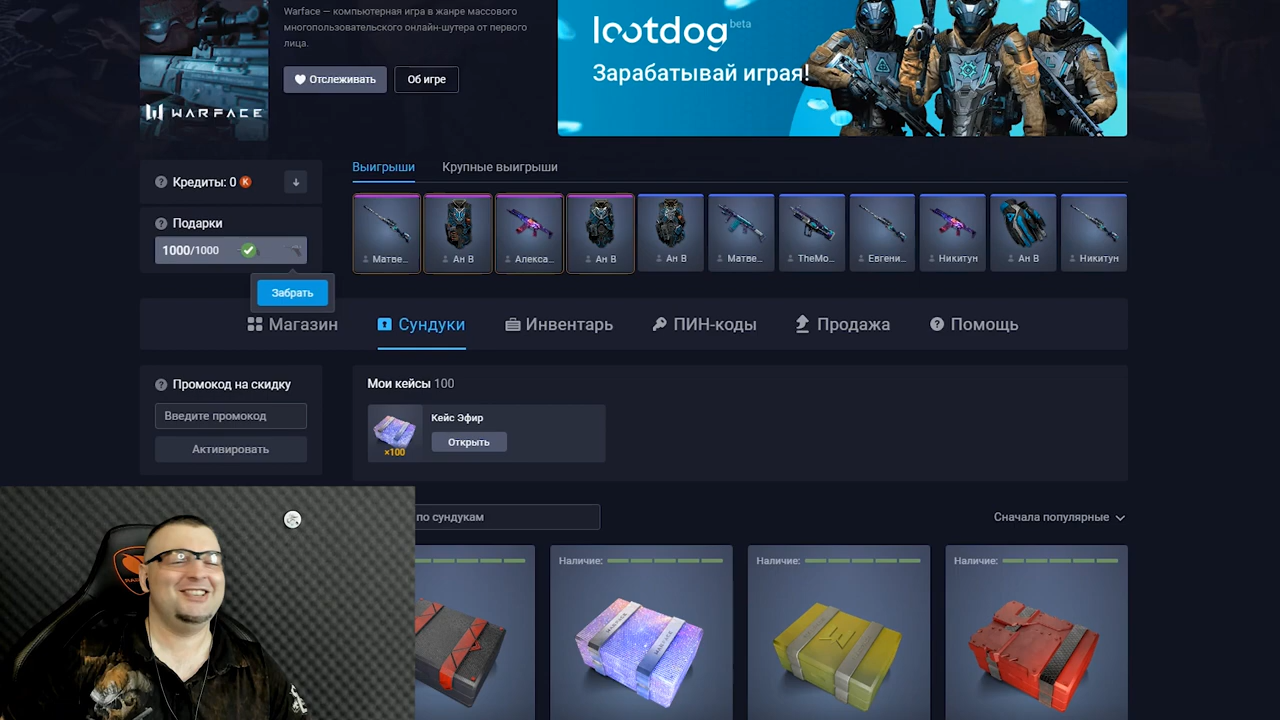 Warface — компьютерная игра в жанре массового
многопользовательского онлайн-шутера от первого
лица.
Отслеживать
Об игре
WARFACE
lootdog beta
Зарабатывай играя!
Кредиты: 0 K
Подарки
1000/1000
Забрать
Выигрыши
Крупные выигрыши
Матве...
Ан В
Алекса...
Ан В
Ан В
Матве...
TheMo...
Евгени...
Никитун
Ан В
Никитун
Магазин
Сундуки
Инвентарь
ПИН-коды
Продажа
Помощь
Промокод на скидку
Введите промокод
Активировать
Мои кейсы 100
Кейс Эфир
Открыть
×100
по сундукам
Сначала популярные
Наличие:
Наличие:
Наличие:
WARFACE